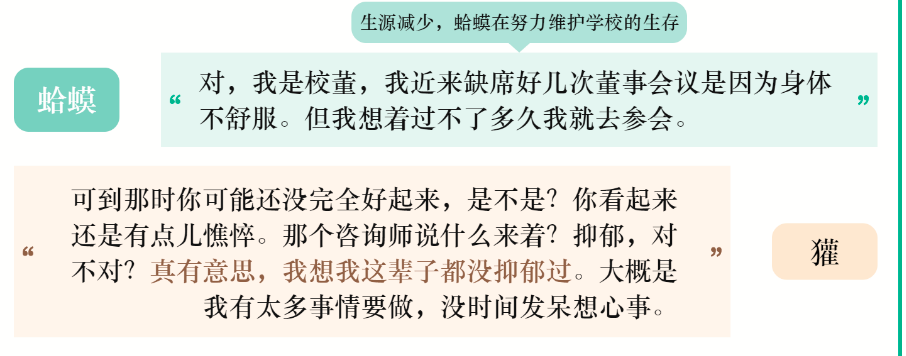 生源减少，蛤蟆在努力维护学校的生存
蛤蟆
“对，我是校董，我近来缺席好几次董事会议是因为身体
不舒服。但我想着过不了多久我就去参会。”
“可到那时你可能还没完全好起来，是不是？你看起来
还是有点儿憔悴。那个咨询师说什么来着？抑郁，对
不对？真有意思，我想我这辈子都没抑郁过。大概是
我有太多事情要做，没时间发呆想心事。”
獾